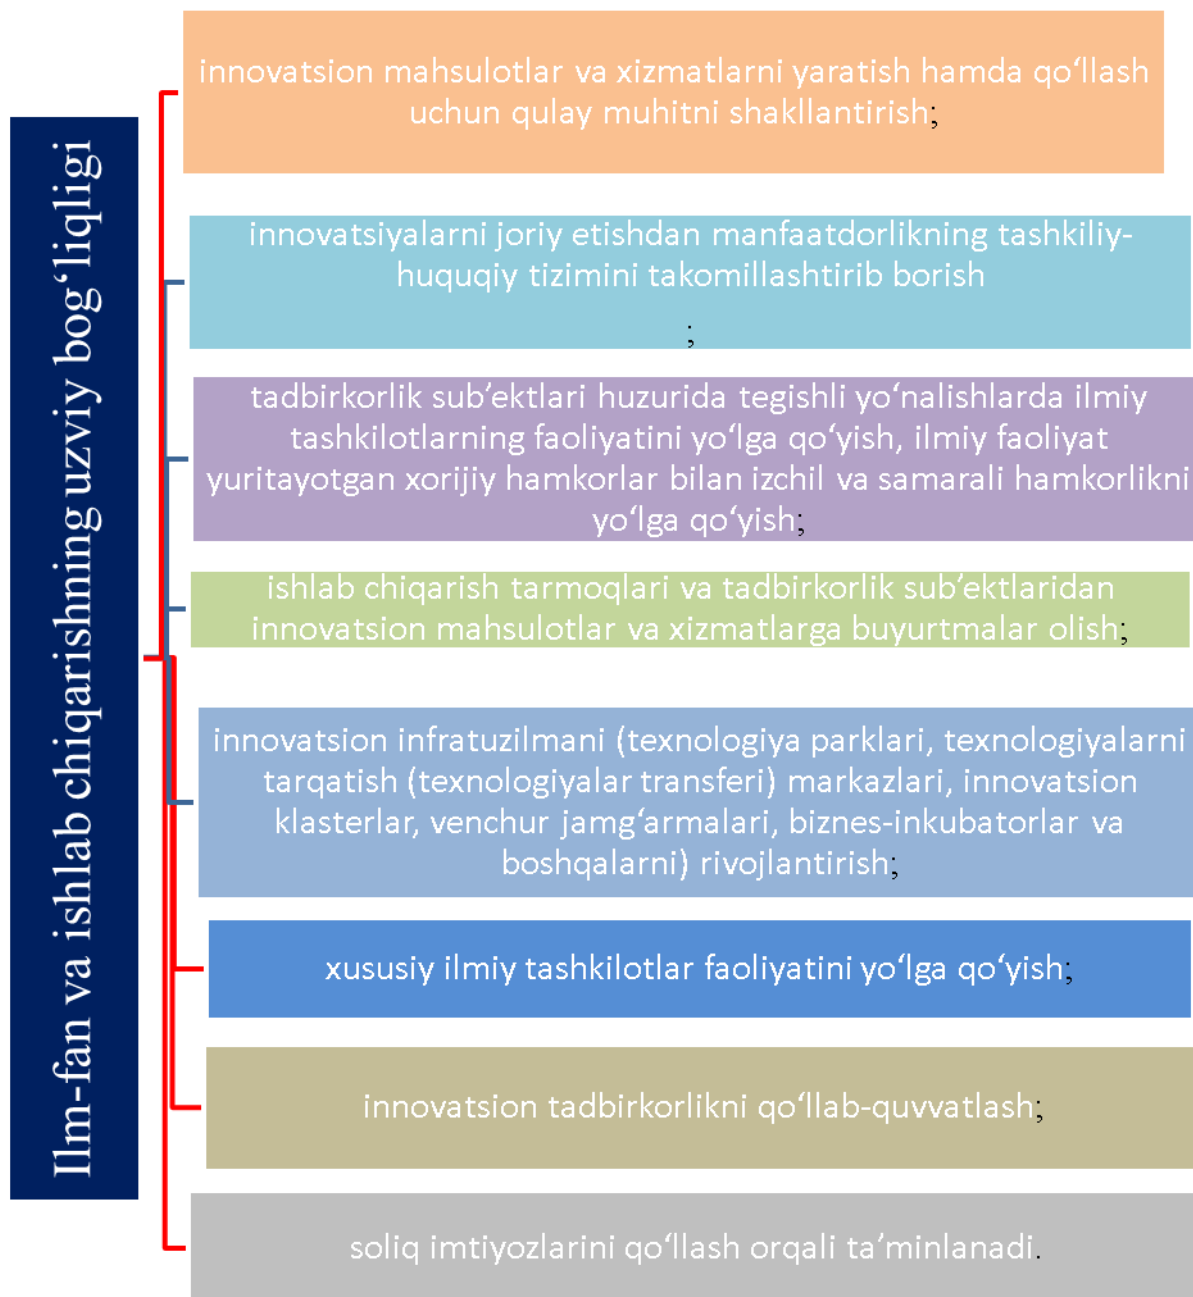 Ilm-fan va ishlab chiqarishning uzviy bog‘liqligi
innovatsion mahsulotlar va xizmatlarni yaratish hamda qo‘llash
uchun qulay muhitni shakllantirish;
innovatsiyalarni joriy etishdan manfaatdorlikning tashkiliy-
huquqiy tizimini takomillashtirib borish
;
tadbirkorlik sub’ektlari huzurida tegishli yo‘nalishlarda ilmiy
tashkilotlarning faoliyatini yo‘lga qo‘yish, ilmiy faoliyat
yuritayotgan xorijiy hamkorlar bilan izchil va samarali hamkorlikni
yo‘lga qo‘yish;
ishlab chiqarish tarmoqlari va tadbirkorlik sub’ektlaridan
innovatsion mahsulotlar va xizmatlarga buyurtmalar olish;
innovatsion infratuzilmani (texnologiya parklari, texnologiyalarni
tarqatish (texnologiyalar transferi) markazlari, innovatsion
klasterlar, venchur jamg‘armalari, biznes-inkubatorlar va
boshqalarni) rivojlantirish;
xususiy ilmiy tashkilotlar faoliyatini yo‘lga qo‘yish;
innovatsion tadbirkorlikni qo‘llab-quvvatlash;
soliq imtiyozlarini qo‘llash orqali ta’minlanadi.